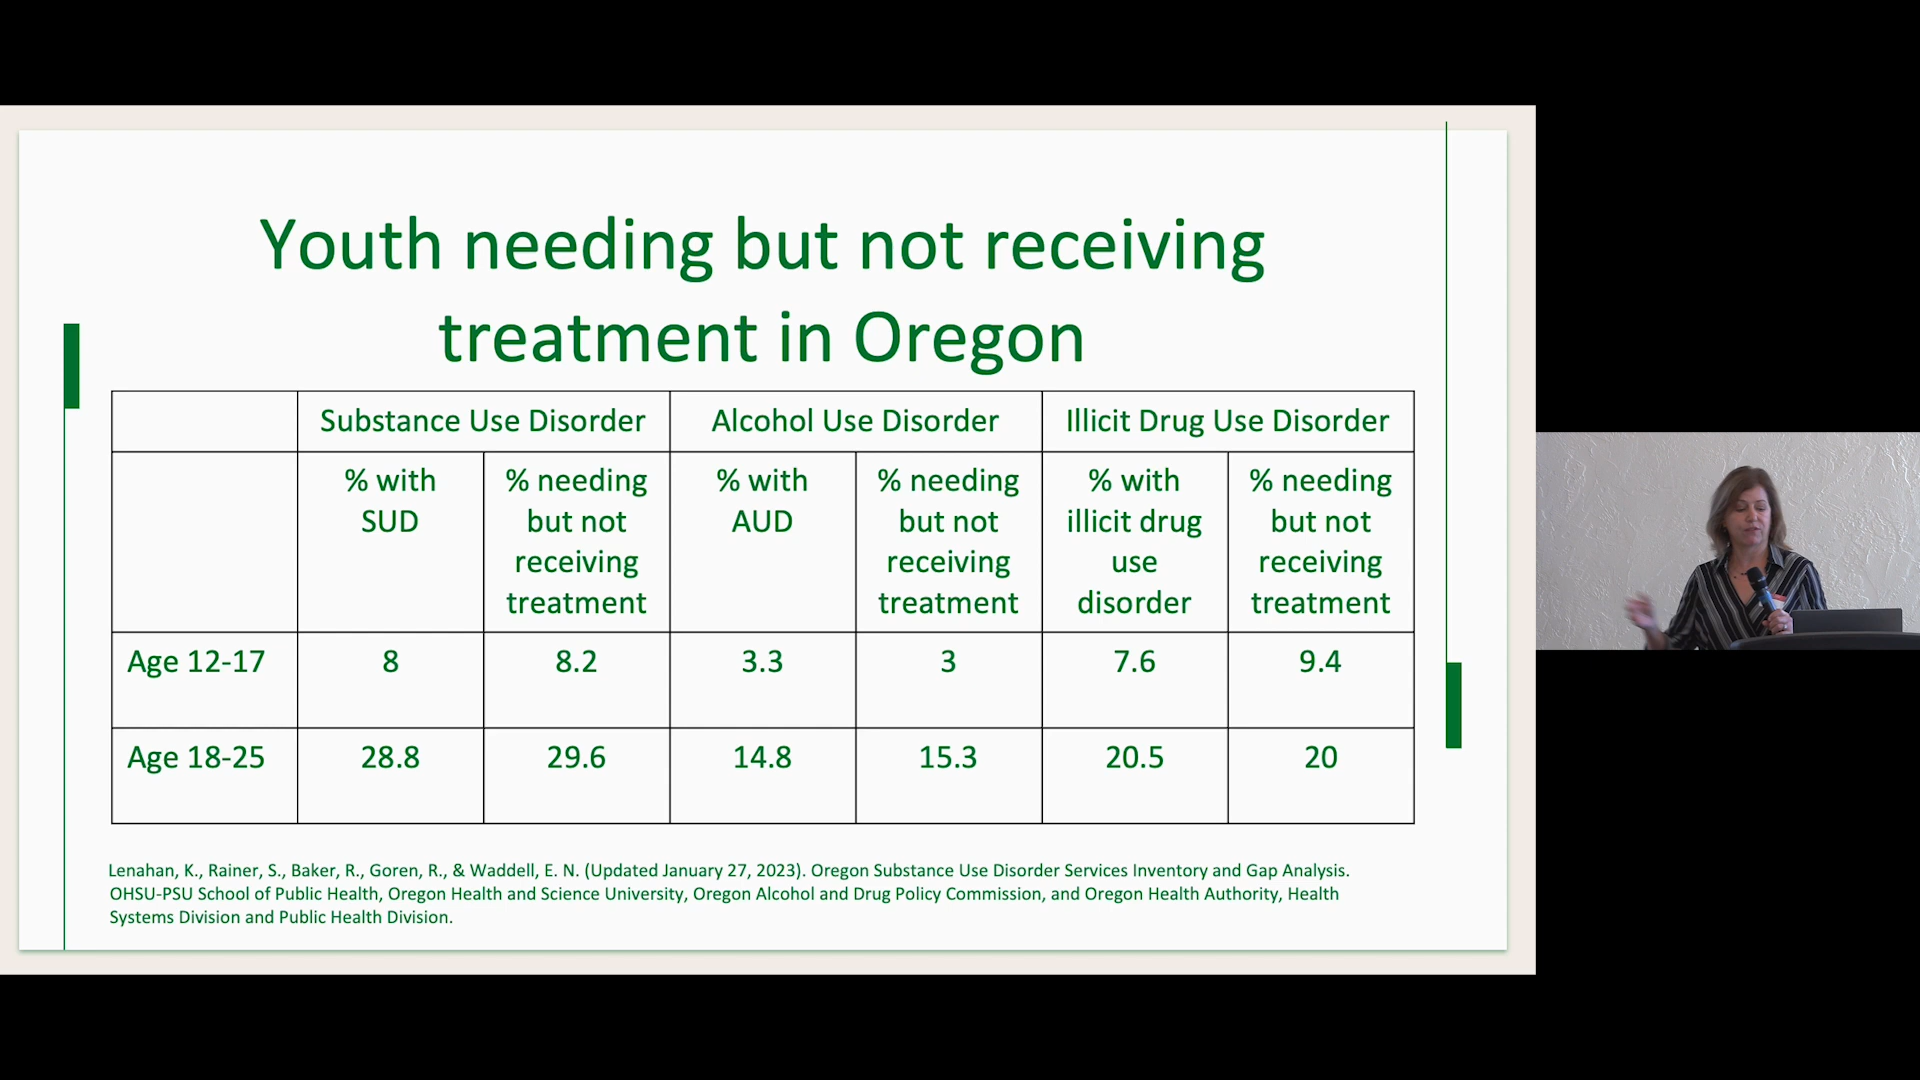 Youth needing but not receiving
treatment in Oregon
Substance Use Disorder Alcohol Use Disorder Illicit Drug Use Disorder
% with SUD % needing but not receiving treatment % with AUD % needing but not receiving treatment % with illicit drug use disorder % needing but not receiving treatment
Age 12-17 8 8.2 3.3 3 7.6 9.4
Age 18-25 28.8 29.6 14.8 15.3 20.5 20
Lenahan, K., Rainer, S., Baker, R., Goren, R., & Waddell, E. N. (Updated January 27, 2023). Oregon Substance Use Disorder Services Inventory and Gap Analysis.
OHSU-PSU School of Public Health, Oregon Health and Science University, Oregon Alcohol and Drug Policy Commission, and Oregon Health Authority, Health
Systems Division and Public Health Division.